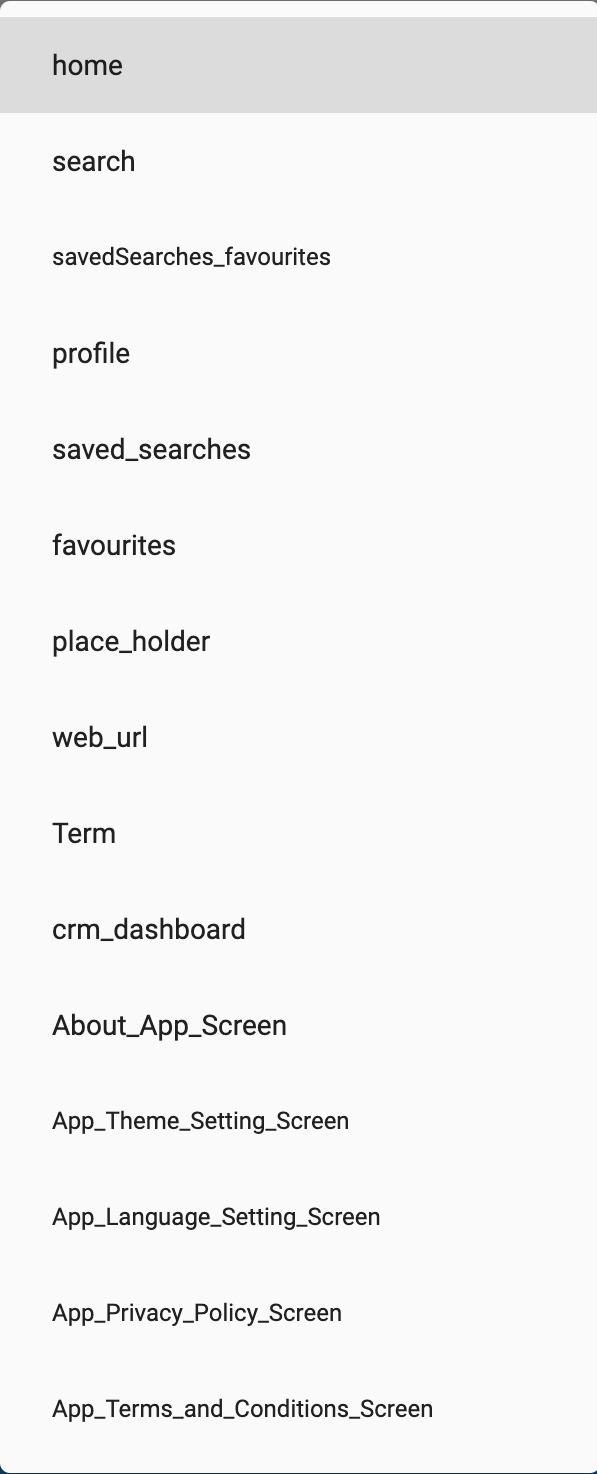 home
search
savedSearches_favourites
profile
saved_searches
favourites
place_holder
web_url
Term
crm_dashboard
About_App_Screen
App_Theme_Setting_Screen
App_Language_Setting_Screen
App_Privacy_Policy_Screen
App_Terms_and_Conditions_Screen